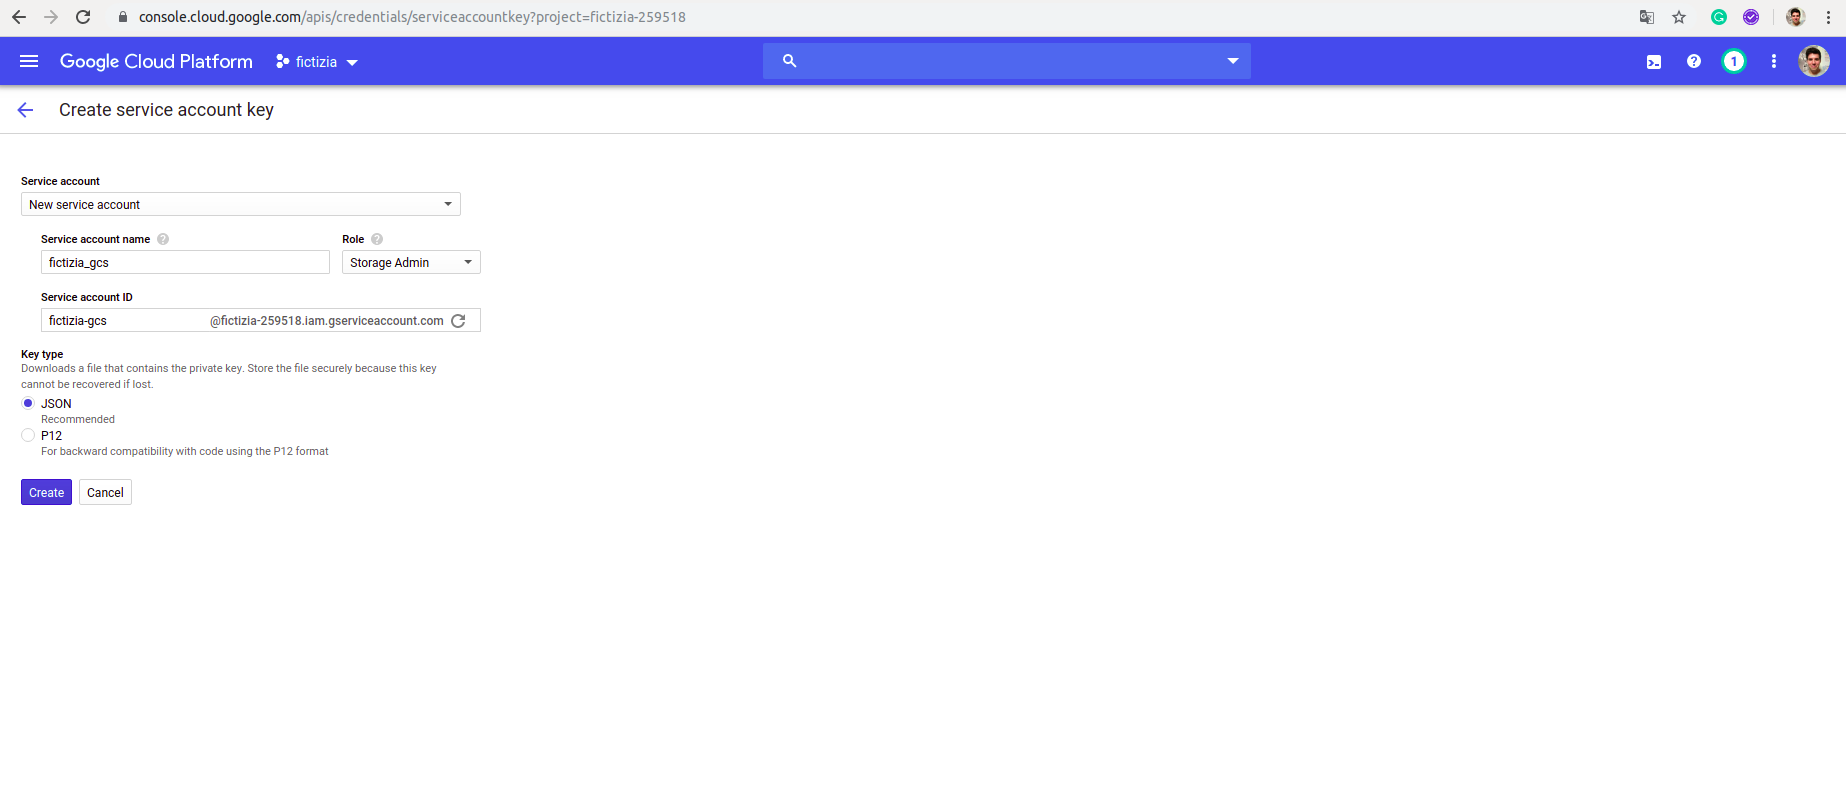 console.cloud.google.com/apis/credentials/serviceaccountkey?project=fictizia-259518
Google Cloud Platform fictizia 1
Create service account key
Service account
New service account
Service account name Role
fictizia_gcs Storage Admin
Service account ID
fictizia-gcs @fictizia-259518.iam.gserviceaccount.com
Key type
Downloads a file that contains the private key. Store the file securely because this key
cannot be recovered if lost.
JSON
Recommended
P12
For backward compatibility with code using the P12 format
Create Cancel